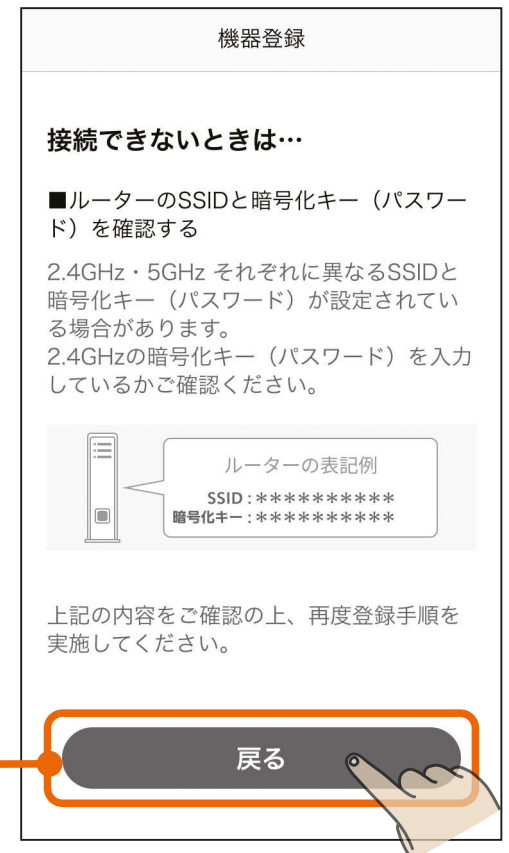 機器登録
接続できないときは…
■ルーターのSSIDと暗号化キー（パスワー
ド）を確認する
2.4GHz・5GHz それぞれに異なるSSIDと
暗号化キー（パスワード）が設定されてい
る場合があります。
2.4GHzの暗号化キー（パスワード）を入力
しているかご確認ください。
ルーターの表記例
SSID：＊＊＊＊＊＊＊＊＊＊
暗号化キー：＊＊＊＊＊＊＊＊＊＊
上記の内容をご確認の上、再度登録手順を
実施してください。
戻る